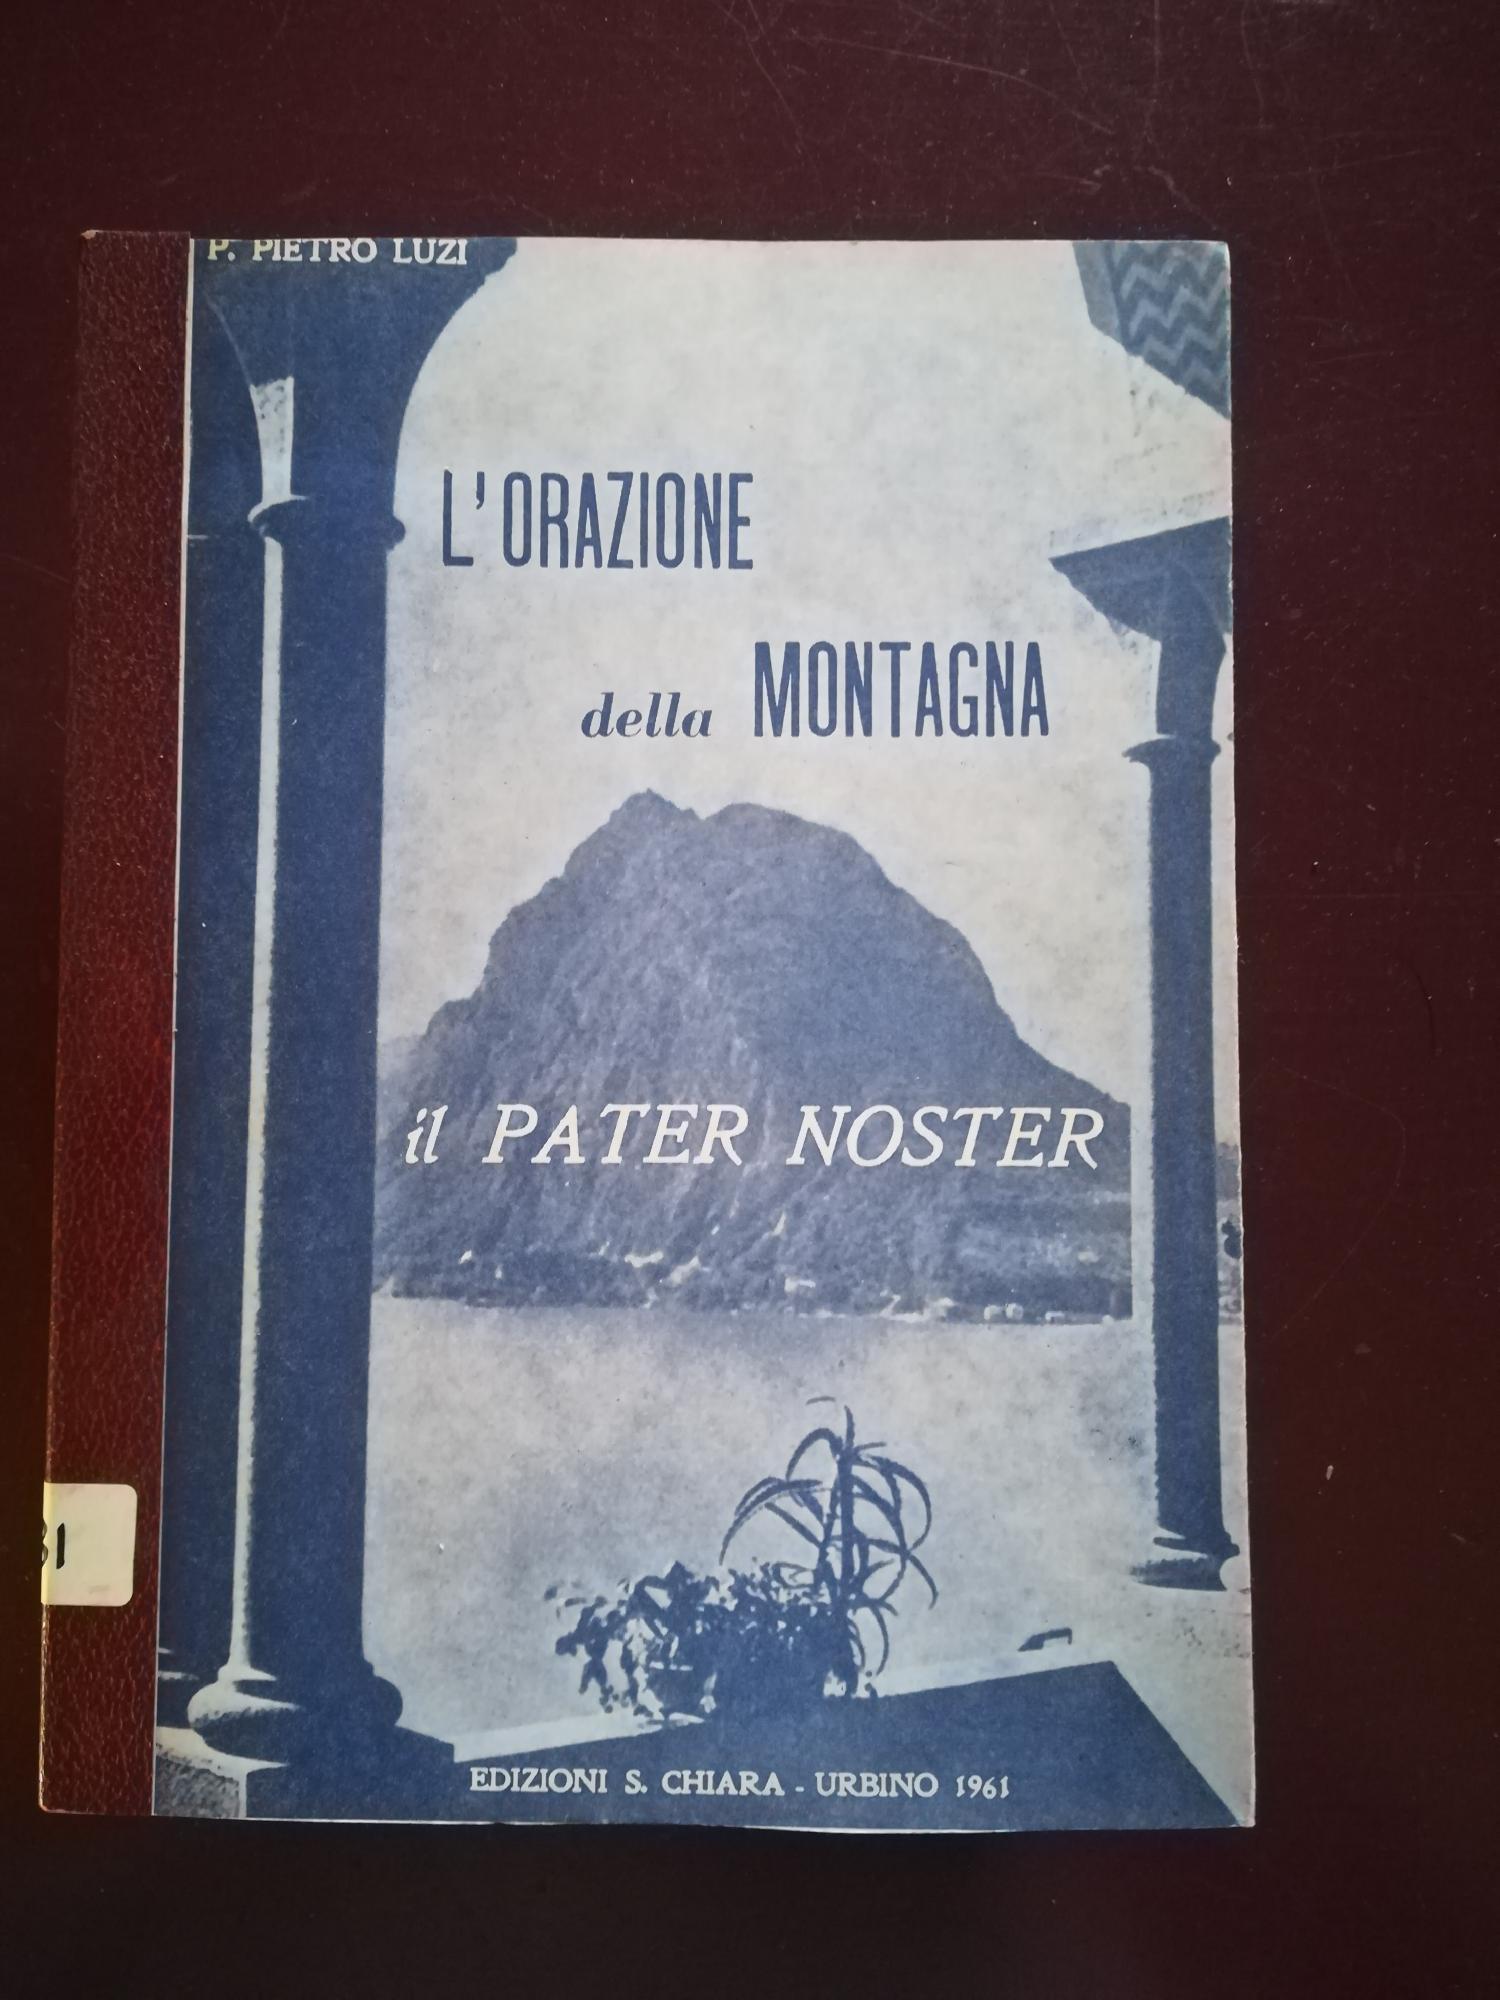 P. PIETRO LUZI
L'ORAZIONE
della MONTAGNA
il PATER NOSTER
EDIZIONI S. CHIARA - URBINO 1961